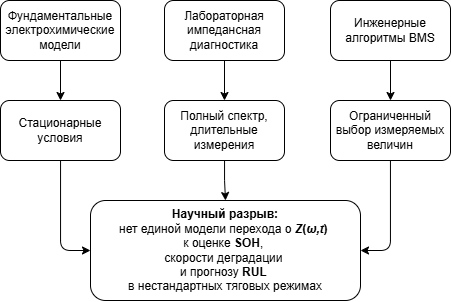 Фундаментальные
электрохимические
модели
Лабораторная
импедансная
диагностика
Инженерные
алгоритмы BMS
Стационарные
условия
Полный спектр,
длительные
измерения
Ограниченный
выбор измеряемых
величин
Научный разрыв:
нет единой модели перехода о Z(ω,t)
к оценке SOH,
скорости деградации
и прогнозу RUL
в нестандартных тяговых режимах